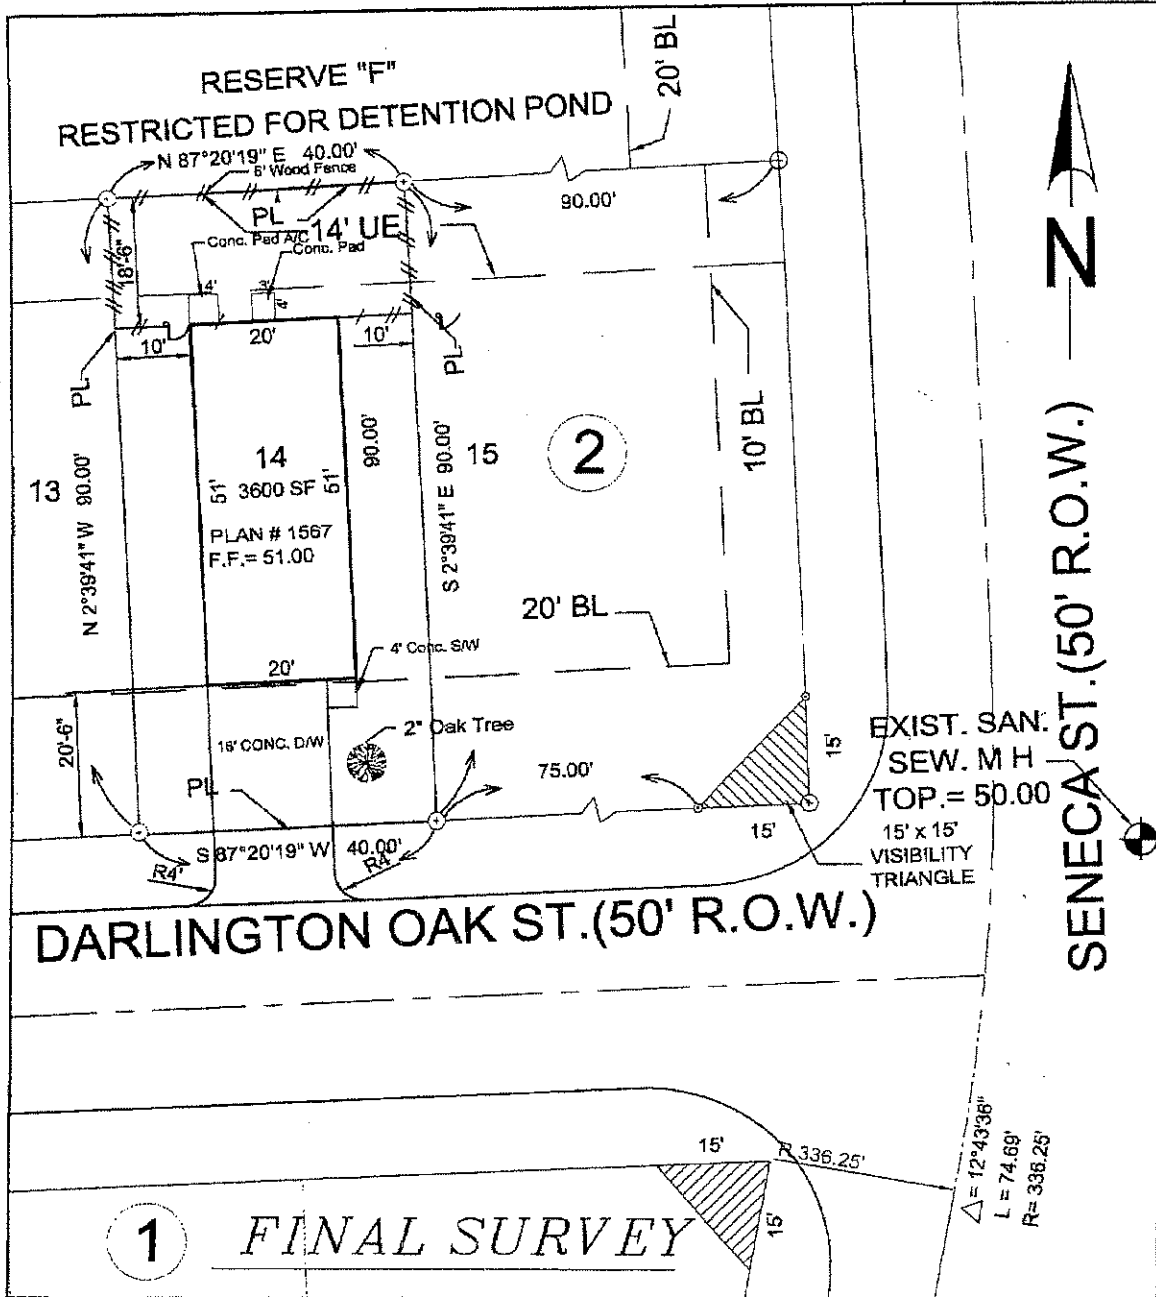 20' BL
RESERVE "F"
RESTRICTED FOR DETENTION POND
N 87°20'19" E 40.00'
6' Wood Fence
90.00'
PL
14' UE
Conc. Pad A/C
Conc. Pad
18'-6"
4'
3'
4'
10'
20'
10'
PL
PL
10' BL
N
13
N 2°39'41" W 90.00'
14
51'
3600 SF
51'
PLAN # 1567
F.F.= 51.00
90.00'
S 2°39'41" E 90.00'
15
2
20' BL
20'
4' Conc. S/W
20'-6"
16' CONC. D/W
2" Oak Tree
PL
75.00'
15'
15'
EXIST. SAN.
SEW. M H
TOP.= 50.00
15' x 15'
VISIBILITY
TRIANGLE
S 87°20'19" W 40.00'
R4'
R4'
DARLINGTON OAK ST.(50' R.O.W.)
SENECA ST.(50' R.O.W.)
15'
R 336.25'
15'
△= 12°43'36"
L = 74.69'
R= 336.25'
1
FINAL SURVEY